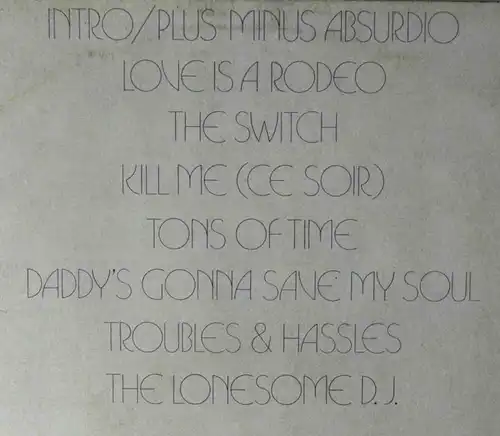 INTRO/PLUS MINUS ABSURDIO
LOVE IS A RODEO
THE SWITCH
KILL ME (CE SOIR)
TONS OF TIME
DADDY'S GONNA SAVE MY SOUL
TROUBLES & HASSLES
THE LONESOME D.J.